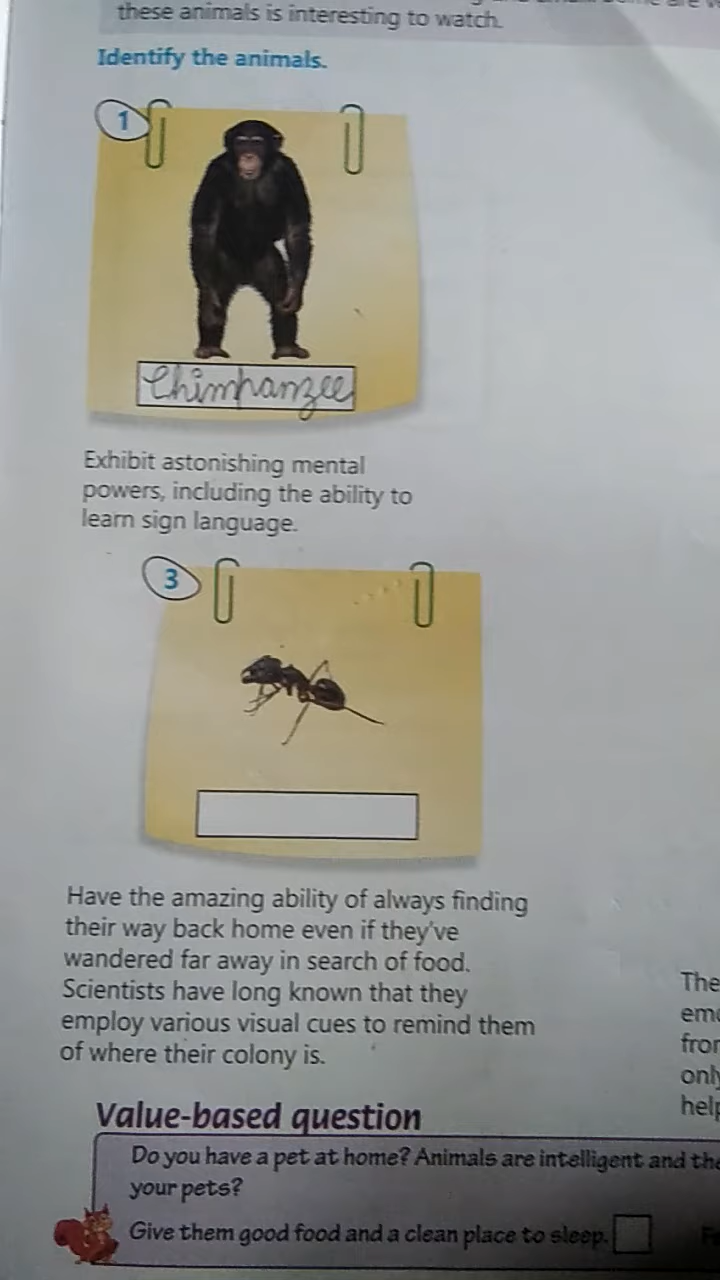 these animals is interesting to watch.
Identify the animals.
1
Chimpanzee
Exhibit astonishing mental
powers, including the ability to
learn sign language.
3
Have the amazing ability of always finding
their way back home even if they've
wandered far away in search of food.
Scientists have long known that they
employ various visual cues to remind them
of where their colony is.
The
from
only
help
Value-based question
Do you have a pet at home? Animals are intelligent and the
your pets?
Give them good food and a clean place to sleep.